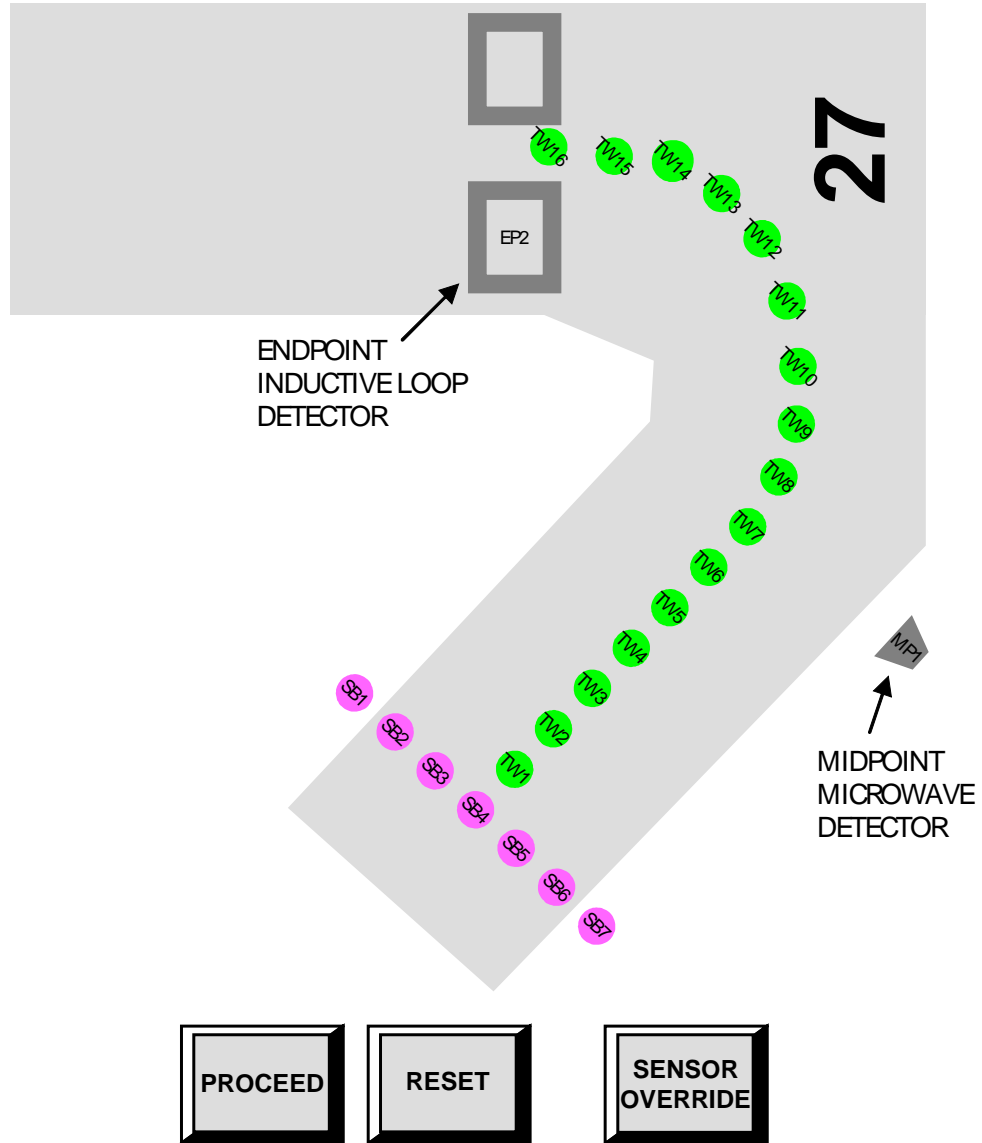 27
TW16
TW15
TW14
TW13
TW12
TW11
TW10
TW9
TW8
TW7
TW6
TW5
TW4
TW3
TW2
TW1
EP2
ENDPOINT
INDUCTIVE LOOP
DETECTOR
MP1
MIDPOINT
MICROWAVE
DETECTOR
SB1
SB2
SB3
SB4
SB5
SB6
SB7
PROCEED
RESET
SENSOR
OVERRIDE